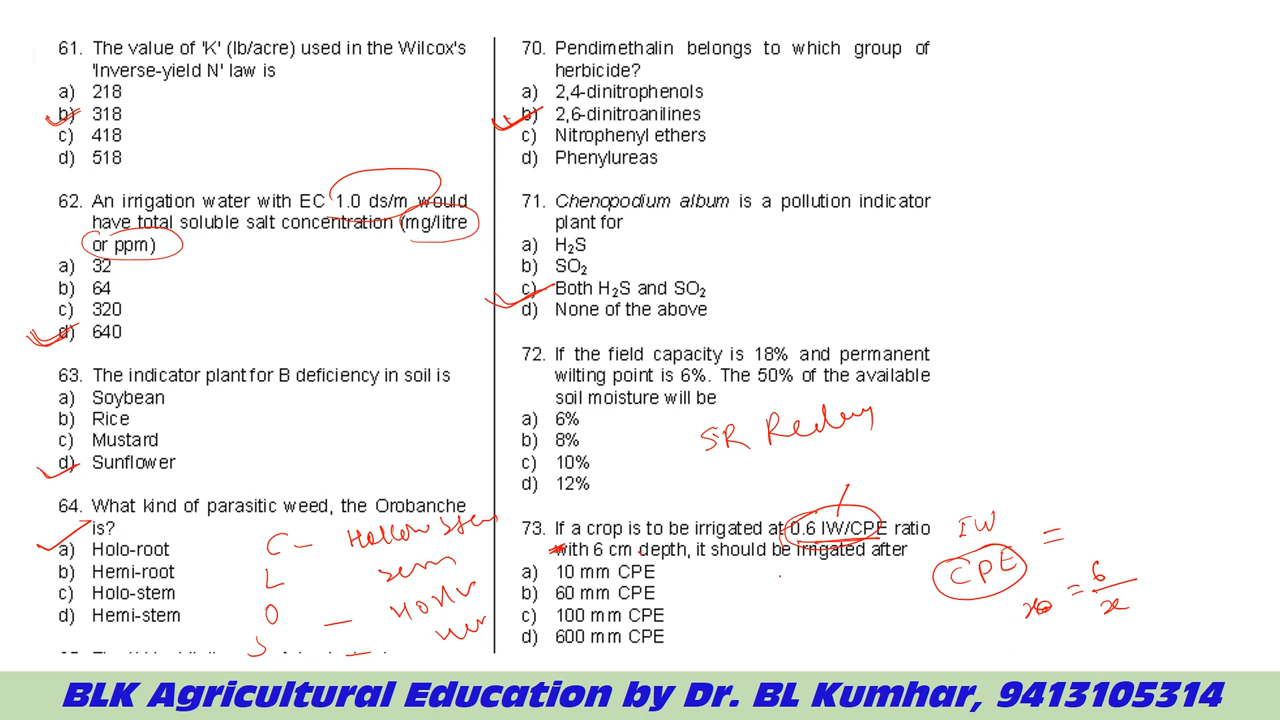 61. The value of 'K' (lb/acre) used in the Wilcox's
'Inverse-yield N' law is
a) 218
b) 318
c) 418
d) 518
62. An irrigation water with EC 1.0 ds/m would
have total soluble salt concentration (mg/litre
or ppm)
a) 32
b) 64
c) 320
d) 640
63. The indicator plant for B deficiency in soil is
a) Soybean
b) Rice
c) Mustard
d) Sunflower
64. What kind of parasitic weed, the Orobanche
is?
a) Holo-root
b) Hemi-root
c) Holo-stem
d) Hemi-stem
C – Hollow stem
L
O –
S –
70. Pendimethalin belongs to which group of
herbicide?
a) 2,4-dinitrophenols
b) 2,6-dinitroanilines
c) Nitrophenyl ethers
d) Phenylureas
71. Chenopodium album is a pollution indicator
plant for
a) H₂S
b) SO₂
c) Both H₂S and SO₂
d) None of the above
72. If the field capacity is 18% and permanent
wilting point is 6%. The 50% of the available
soil moisture will be
a) 6%
b) 8%
c) 10%
d) 12%
SR Reddy
73. If a crop is to be irrigated at 0.6 IW/CPE ratio
with 6 cm depth, it should be irrigated after
a) 10 mm CPE
b) 60 mm CPE
c) 100 mm CPE
d) 600 mm CPE
IW =
CPE
= 6
x
BLK Agricultural Education by Dr. BL Kumhar, 9413105314